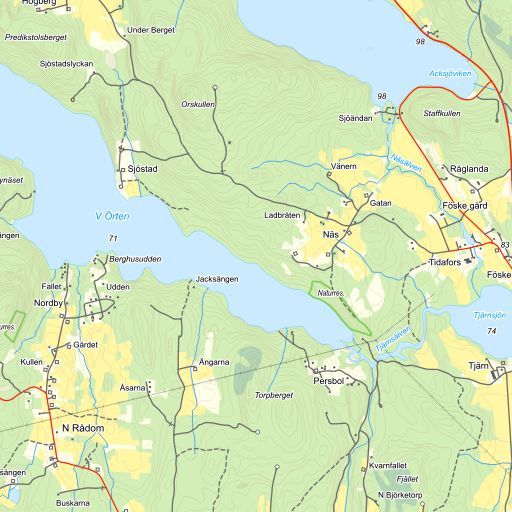 Högberg
Predikstolsberget
Under Berget
98
Sjöstadslyckan
Acksjöviken
98
Orskullen
Staffkullen
Sjöändan
Näsälven
Sjöstad
Vänern
Råglanda
Gatan
Föske gård
V Örten
Ladbråten
Näs
71
83
Berghusudden
Tidafors
Föske
Jacksängen
Fallet
Udden
Naturres.
Nordby
Tjärnsjön
74
Tjärnsälven
Gärdet
Kullen
Ängarna
Tjärn
Åsarna
Persbol
Torpberget
N Rådom
Kvarnfallet
Fjället
Buskarna
N Björketorp